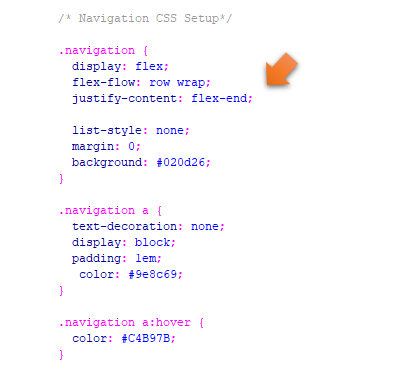 /* Navigation CSS Setup*/
.navigation {
display: flex;
flex-flow: row wrap;
justify-content: flex-end;
list-style: none;
margin: 0;
background: #020d26;
}
.navigation a {
text-decoration: none;
display: block;
padding: 1em;
color: #9e8c69;
}
.navigation a:hover {
color: #C4B97B;
}